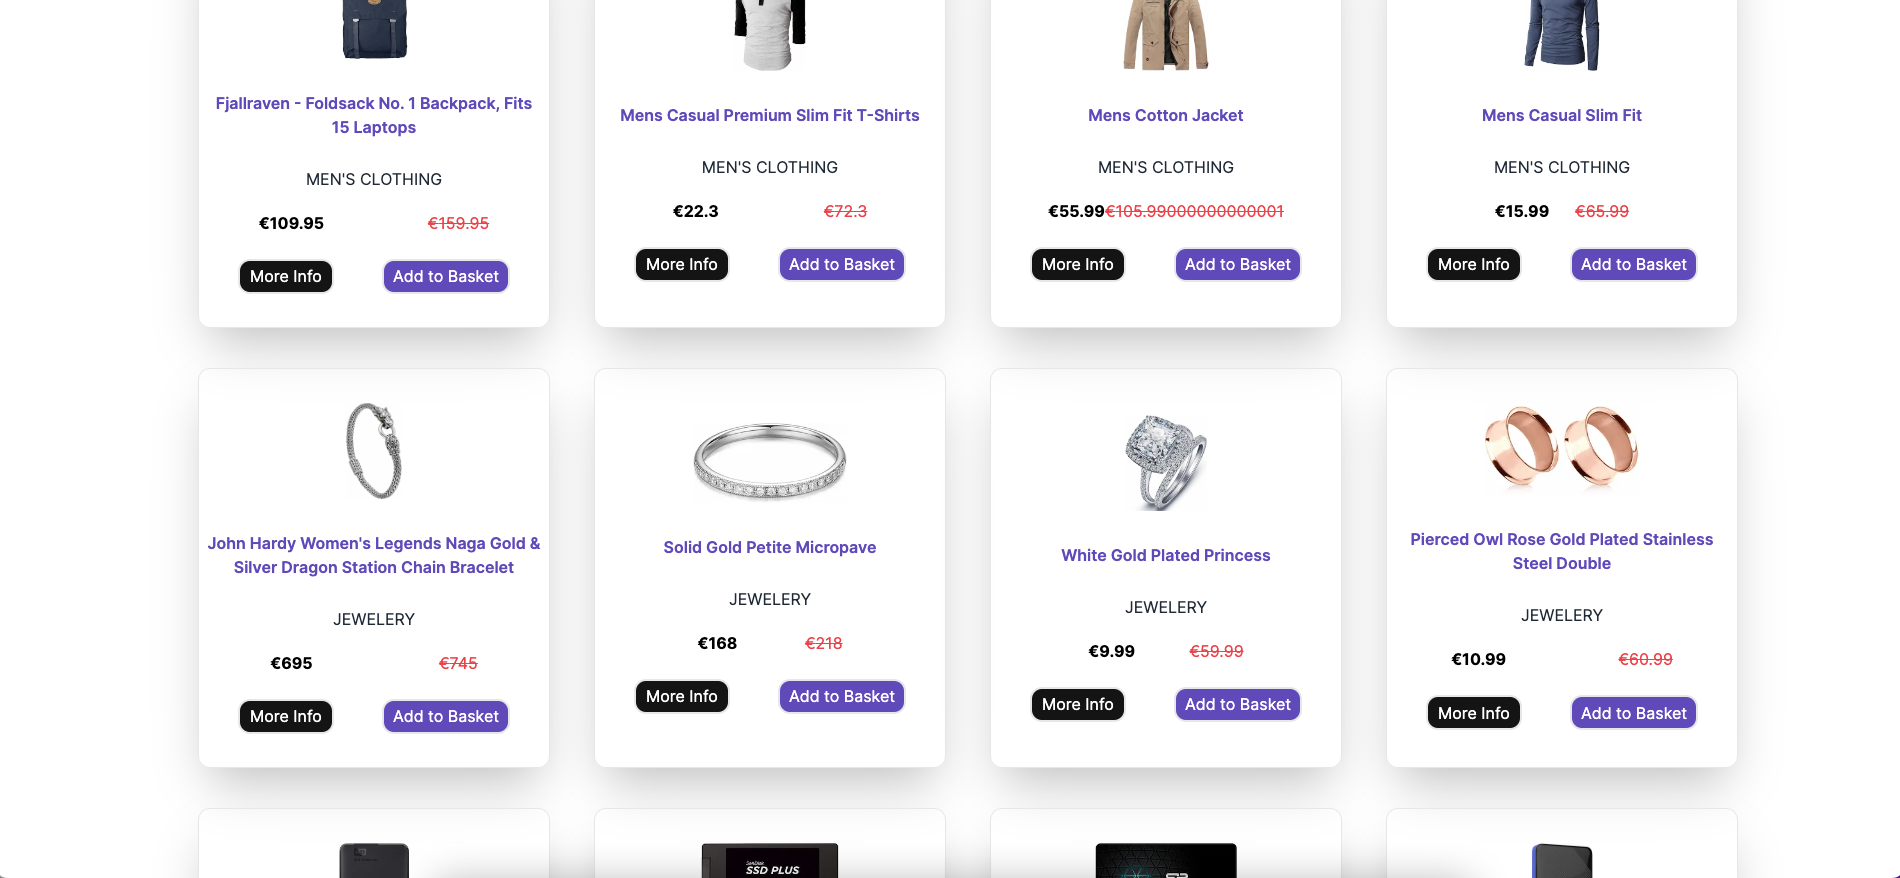 Fjallraven - Foldsack No. 1 Backpack, Fits
15 Laptops
MEN'S CLOTHING
€109.95 €159.95
More Info Add to Basket
Mens Casual Premium Slim Fit T-Shirts
MEN'S CLOTHING
€22.3 €72.3
More Info Add to Basket
Mens Cotton Jacket
MEN'S CLOTHING
€55.99€105.99000000000001
More Info Add to Basket
Mens Casual Slim Fit
MEN'S CLOTHING
€15.99 €65.99
More Info Add to Basket
John Hardy Women's Legends Naga Gold &
Silver Dragon Station Chain Bracelet
JEWELERY
€695 €745
More Info Add to Basket
Solid Gold Petite Micropave
JEWELERY
€168 €218
More Info Add to Basket
White Gold Plated Princess
JEWELERY
€9.99 €59.99
More Info Add to Basket
Pierced Owl Rose Gold Plated Stainless
Steel Double
JEWELERY
€10.99 €60.99
More Info Add to Basket
SanDisk
SSD PLUS